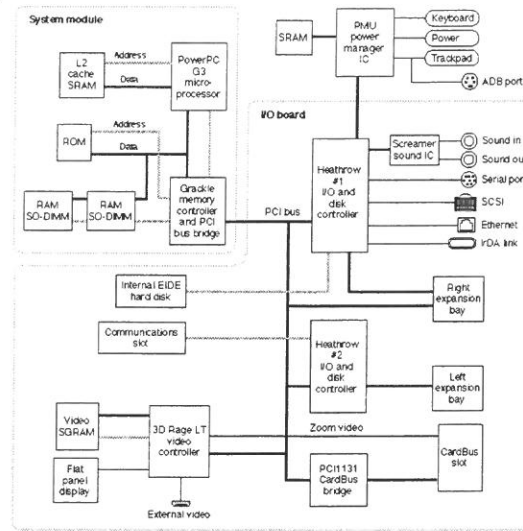 System module
L2
cache
SRAM
Address
Data
PowerPC
G3
micro-
processor
ROM
Address
Data
RAM
SO-DIMM
RAM
SO-DIMM
Grackle
memory
controller
and PCI
bus bridge
SRAM
PMU
power
manager
IC
Keyboard
Power
Trackpad
ADB port
I/O board
Heathrow
#1
I/O and
disk
controller
Screamer
sound IC
Sound in
Sound out
Serial port
SCSI
Ethernet
IrDA link
PCI bus
Internal EIDE
hard disk
Right
expansion
bay
Communications
slot
Heathrow
#2
I/O and
disk
controller
Left
expansion
bay
Video
SGRAM
3D Rage LT
video
controller
Zoom video
CardBus
slot
Flat
panel
display
PCI1131
CardBus
bridge
External video